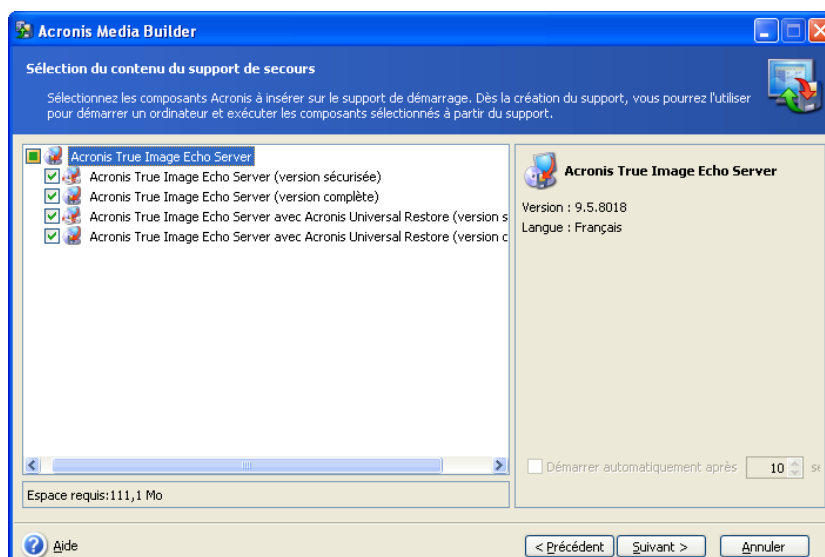 Acronis Media Builder
Sélection du contenu du support de secours
Sélectionnez les composants Acronis à insérer sur le support de démarrage. Dès la création du support, vous pourrez l'utiliser
pour démarrer un ordinateur et exécuter les composants sélectionnés à partir du support.
Acronis True Image Echo Server
Acronis True Image Echo Server (version sécurisée)
Acronis True Image Echo Server (version complète)
Acronis True Image Echo Server avec Acronis Universal Restore (version s
Acronis True Image Echo Server avec Acronis Universal Restore (version c
Acronis True Image Echo Server
Version : 9.5.8018
Langue : Français
Démarrer automatiquement après 10 se
Espace requis:111,1 Mo
Aide
< Précédent
Suivant >
Annuler